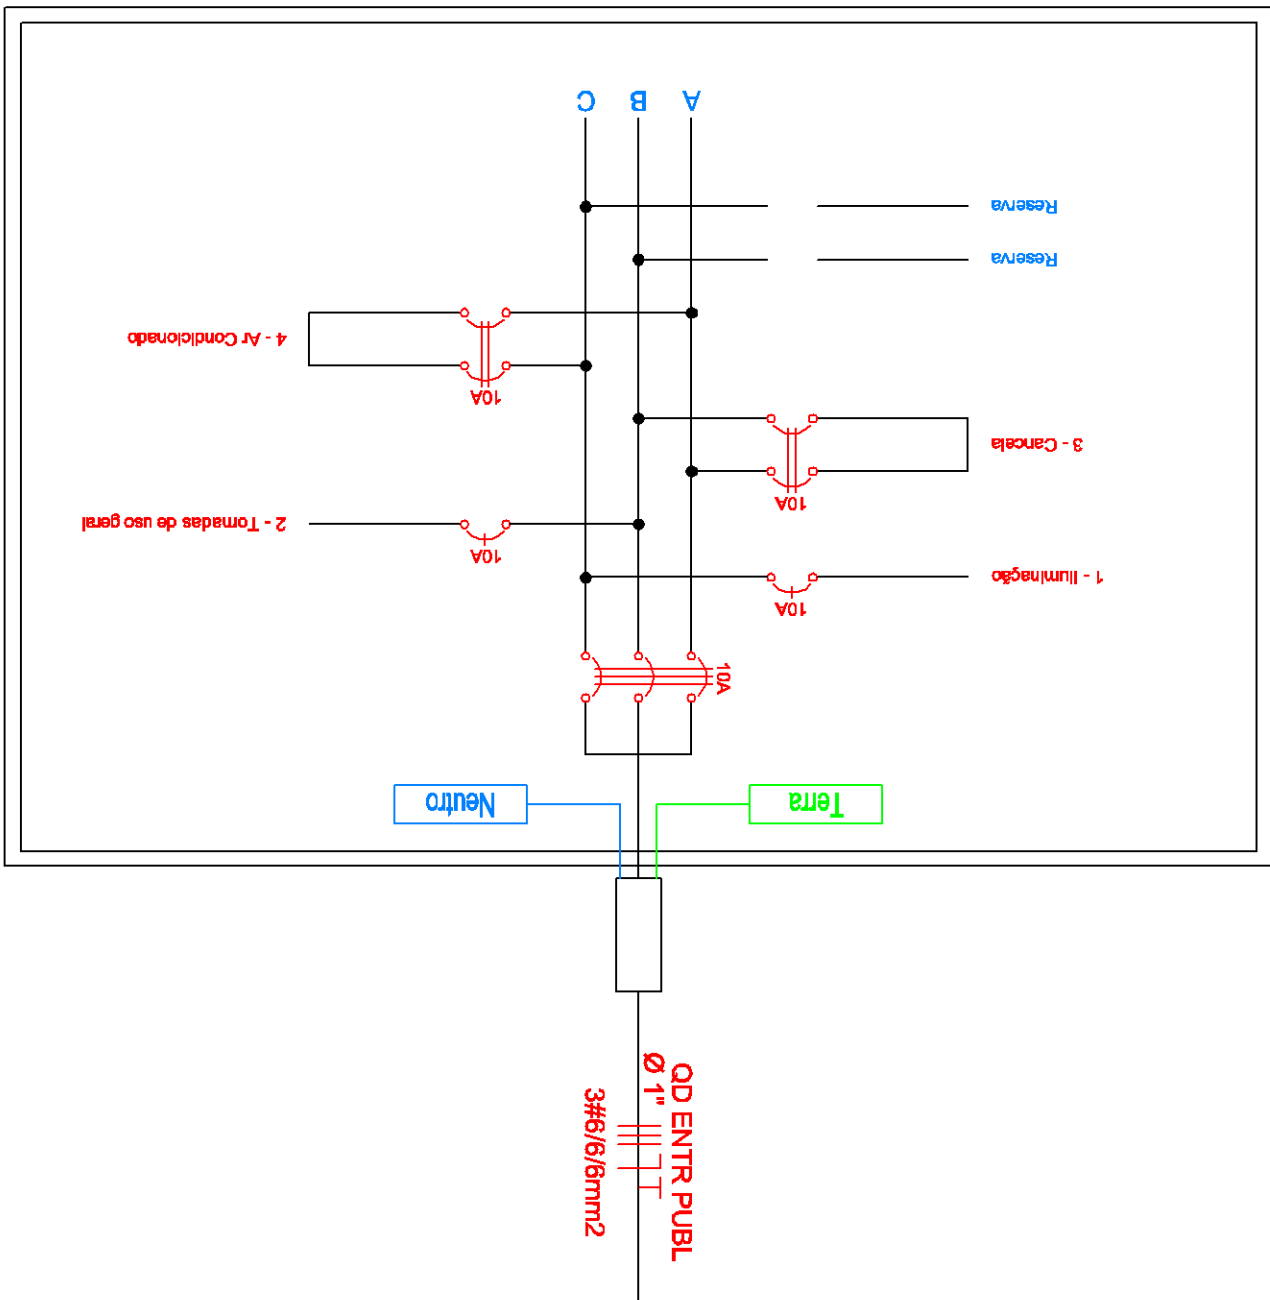 C B A
Reserva
Reserva
4 - Ar Condicionado
10A
3 - Cancela
10A
2 - Tomadas de uso geral
10A
1 - Iluminação
10A
10A
Neutro
Terra
QD ENTR PUBL
Ø 1"
3#6/6/6mm2